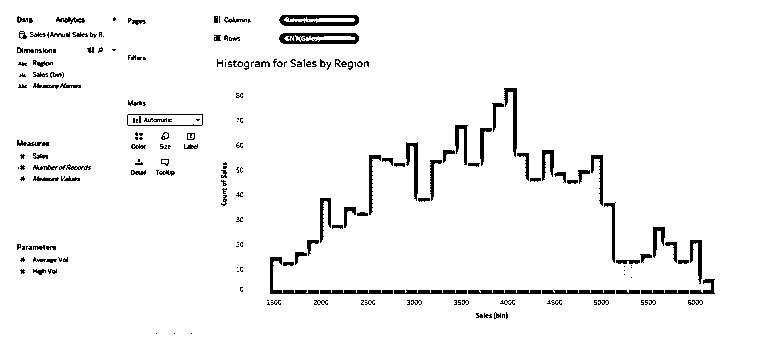 Data Analytics
Sales (Annual Sales by R.
Dimensions
Abc Region
Sales (bin)
Abc Measure Names
Measures
# Sales
# Number of Records
# Measure Values
Parameters
# Average Vol
# High Vol
Pages
Filters
Marks
Automatic
Color Size Label
Detail Tooltip
Columns
Rows
Histogram for Sales by Region
Count of Sales
80
70
60
50
40
30
20
10
0
1500 2000 2500 3000 3500 4000 4500 5000 5500 6000
Sales (bin)